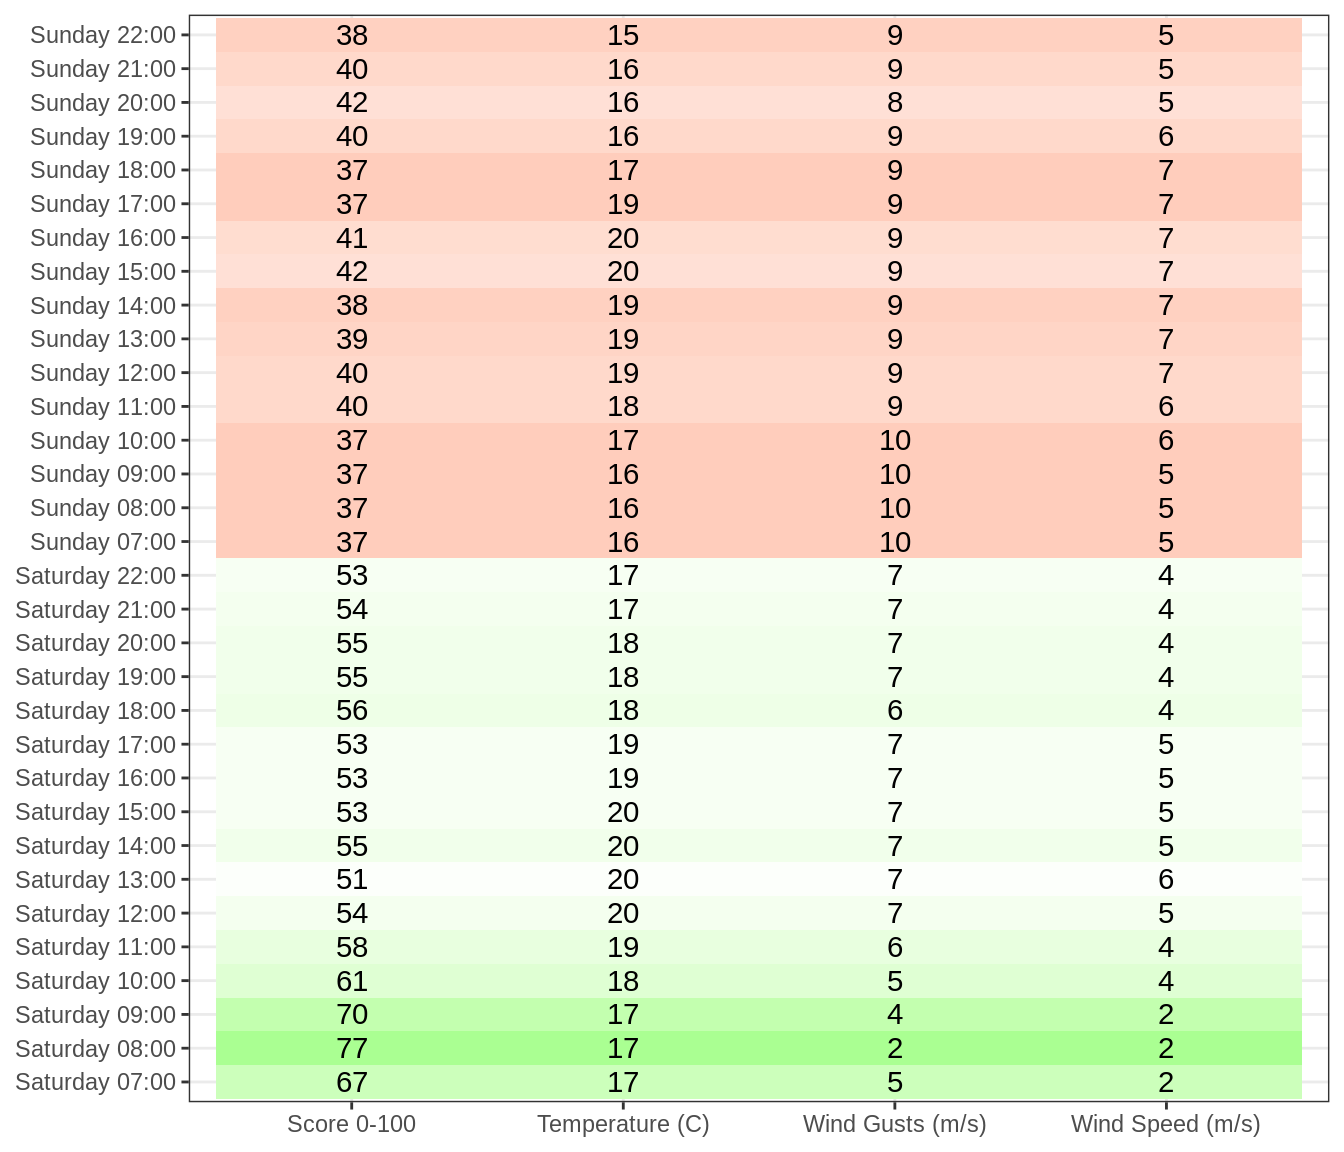 Sunday 22:00 38 15 9 5
Sunday 21:00 40 16 9 5
Sunday 20:00 42 16 8 5
Sunday 19:00 40 16 9 6
Sunday 18:00 37 17 9 7
Sunday 17:00 37 19 9 7
Sunday 16:00 41 20 9 7
Sunday 15:00 42 20 9 7
Sunday 14:00 38 19 9 7
Sunday 13:00 39 19 9 7
Sunday 12:00 40 19 9 7
Sunday 11:00 40 18 9 6
Sunday 10:00 37 17 10 6
Sunday 09:00 37 16 10 5
Sunday 08:00 37 16 10 5
Sunday 07:00 37 16 10 5
Saturday 22:00 53 17 7 4
Saturday 21:00 54 17 7 4
Saturday 20:00 55 18 7 4
Saturday 19:00 55 18 7 4
Saturday 18:00 56 18 6 4
Saturday 17:00 53 19 7 5
Saturday 16:00 53 19 7 5
Saturday 15:00 53 20 7 5
Saturday 14:00 55 20 7 5
Saturday 13:00 51 20 7 6
Saturday 12:00 54 20 7 5
Saturday 11:00 58 19 6 4
Saturday 10:00 61 18 5 4
Saturday 09:00 70 17 4 2
Saturday 08:00 77 17 2 2
Saturday 07:00 67 17 5 2
Score 0-100 Temperature (C) Wind Gusts (m/s) Wind Speed (m/s)